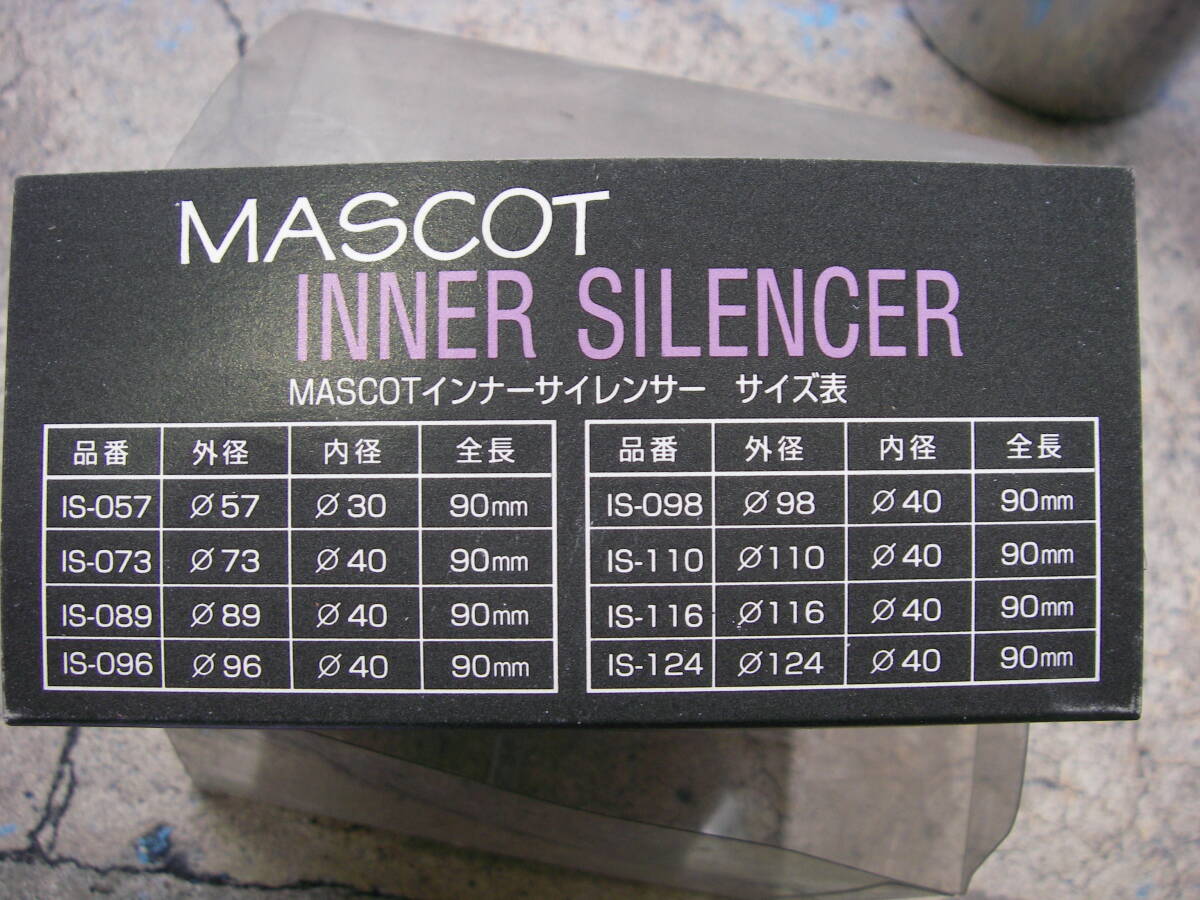 MASCOT
INNER SILENCER
MASCOTインナーサイレンサー サイズ表
品番 外径 内径 全長
IS-057 ∅57 ∅30 90mm
IS-073 ∅73 ∅40 90mm
IS-089 ∅89 ∅40 90mm
IS-096 ∅96 ∅40 90mm
品番 外径 内径 全長
IS-098 ∅98 ∅40 90mm
IS-110 ∅110 ∅40 90mm
IS-116 ∅116 ∅40 90mm
IS-124 ∅124 ∅40 90mm